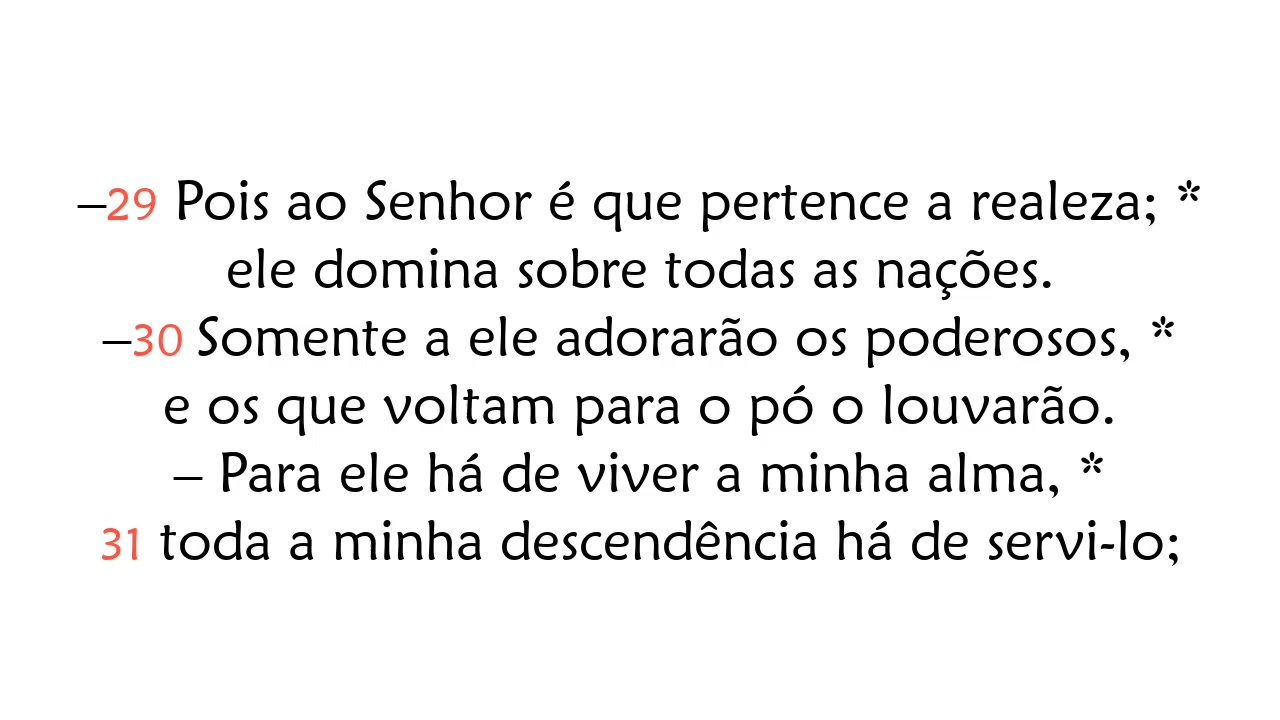 –29 Pois ao Senhor é que pertence a realeza; *
ele domina sobre todas as nações.
–30 Somente a ele adorarão os poderosos, *
e os que voltam para o pó o louvarão.
– Para ele há de viver a minha alma, *
31 toda a minha descendência há de servi-lo;